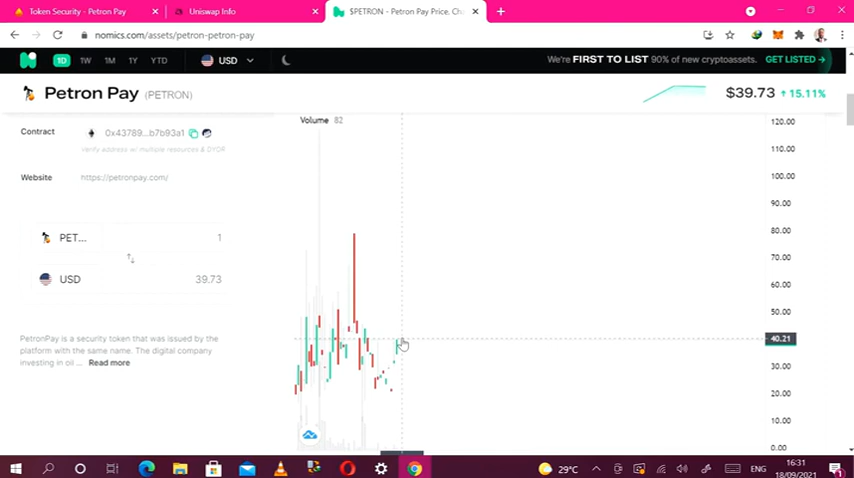 Token Security - Petron Pay
Uniswap Info
$PETRON - Petron Pay Price, Ch
nomics.com/assets/petron-petron-pay
1D 1W 1M 1Y YTD
USD
We're FIRST TO LIST 90% of new cryptoassets. GET LISTED →
Petron Pay (PETRON)
$39.73 ↑ 15.11%
Contract 0x43789...b7b93a1
Verify address w/ multiple resources & DYOR
Website https://petronpay.com/
PET... 1
USD 39.73
PetronPay is a security token that was issued by the
platform with the same name. The digital company
investing in oil ... Read more
Volume 82
120.00
110.00
100.00
90.00
80.00
70.00
60.00
50.00
40.21
30.00
20.00
10.00
0.00
29°C
ENG
16:31
18/09/2021
1